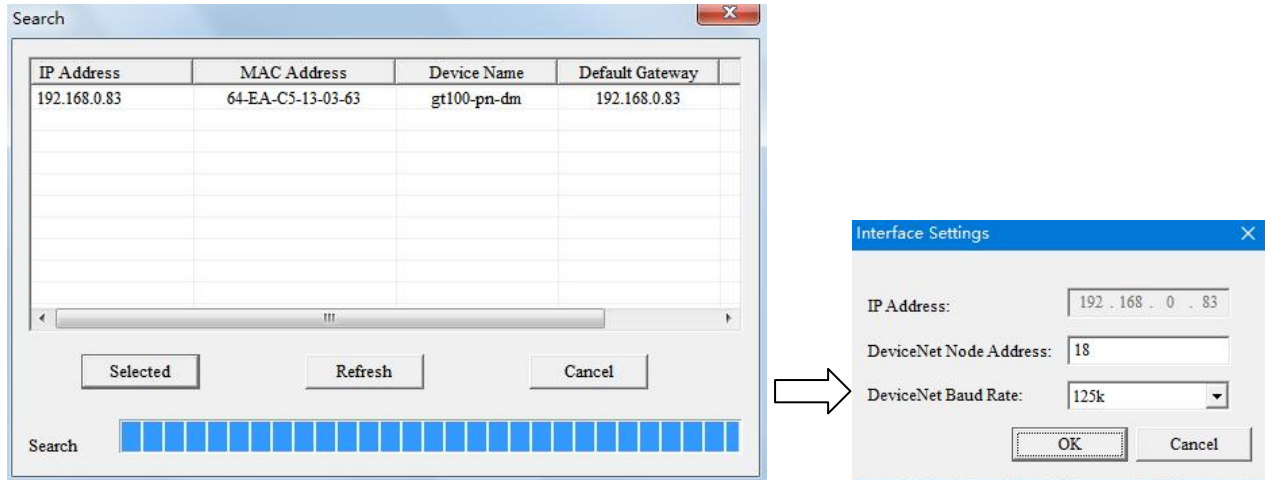 Search
IP Address MAC Address Device Name Default Gateway
192.168.0.83 64-EA-C5-13-03-63 gt100-pn-dm 192.168.0.83
Selected Refresh Cancel
Search
Interface Settings
IP Address: 192 . 168 . 0 . 83
DeviceNet Node Address: 18
DeviceNet Baud Rate: 125k
OK Cancel